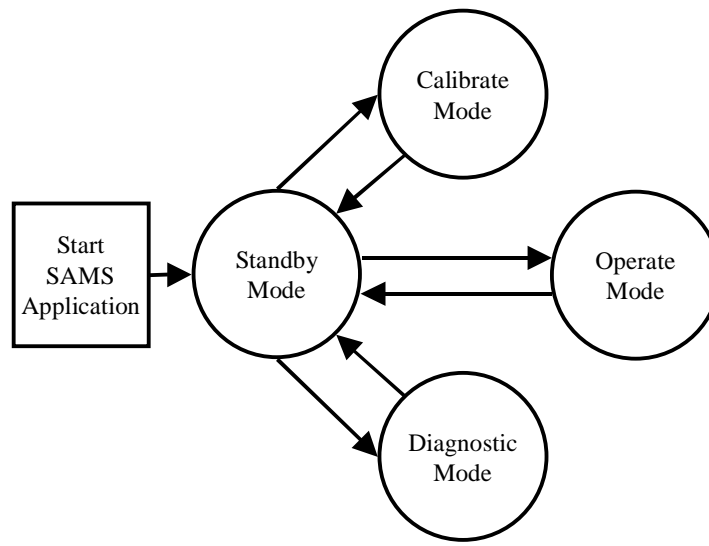 Calibrate
Mode
Start
SAMS
Application
Standby
Mode
Operate
Mode
Diagnostic
Mode